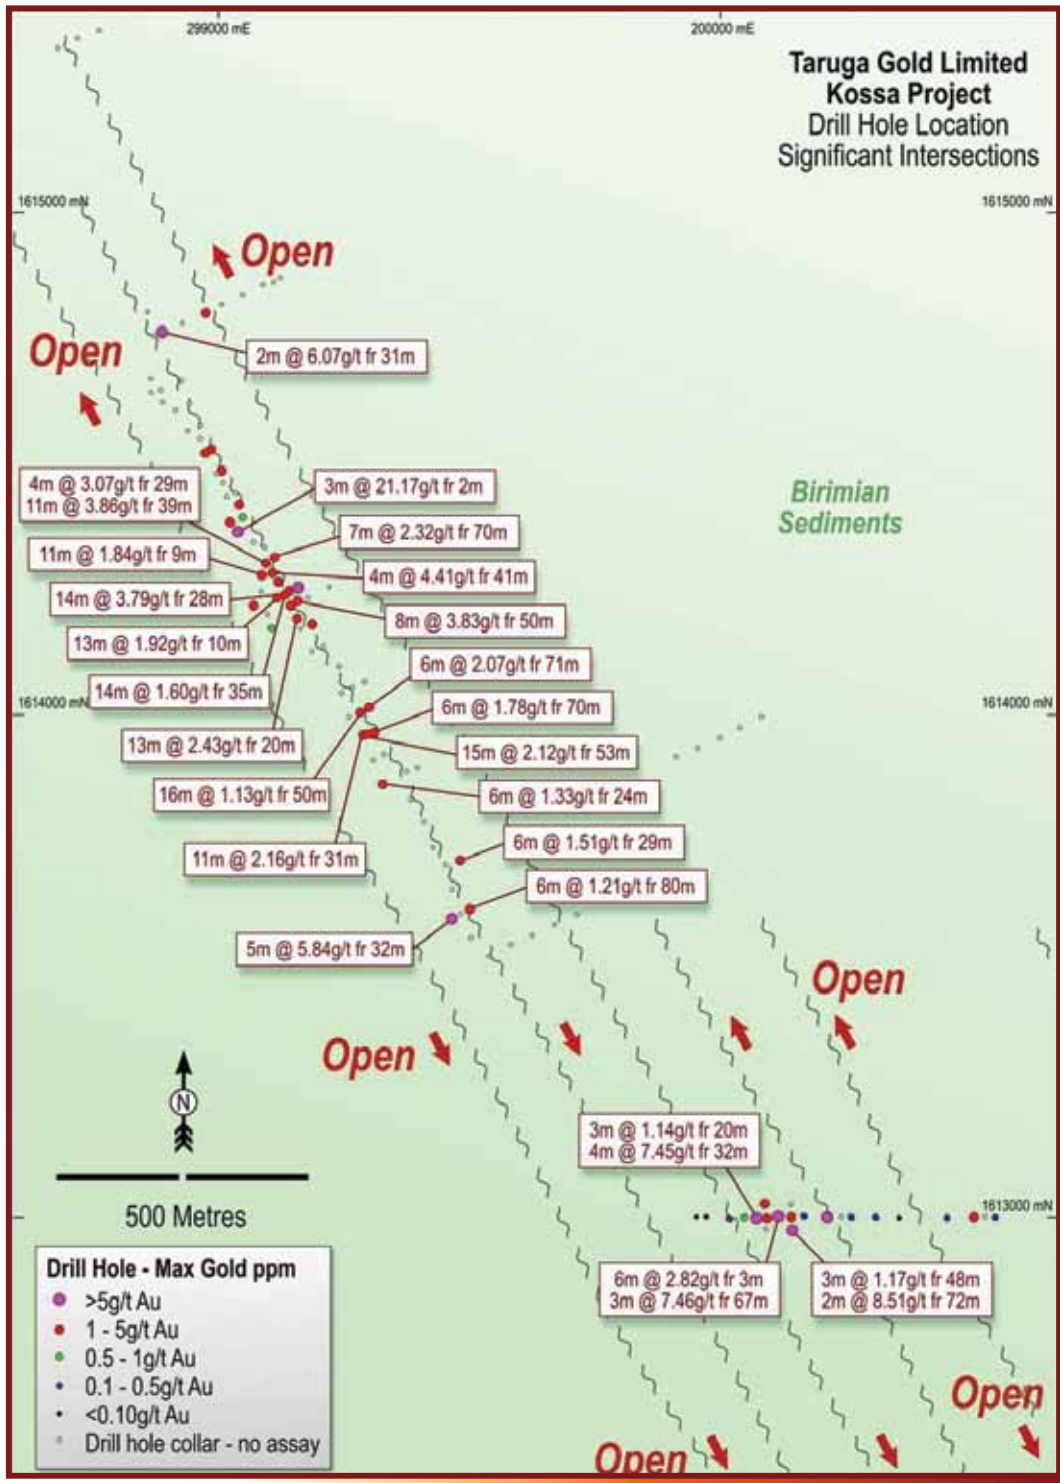 299000 mE
200000 mE
Taruga Gold Limited
Kossa Project
Drill Hole Location
Significant Intersections
1615000 mN
1615000 mN
Open
Open
2m @ 6.07g/t fr 31m
4m @ 3.07g/t fr 29m
11m @ 3.86g/t fr 39m
3m @ 21.17g/t fr 2m
Birimian
Sediments
7m @ 2.32g/t fr 70m
11m @ 1.84g/t fr 9m
4m @ 4.41g/t fr 41m
14m @ 3.79g/t fr 28m
8m @ 3.83g/t fr 50m
13m @ 1.92g/t fr 10m
6m @ 2.07g/t fr 71m
14m @ 1.60g/t fr 35m
1614000 mN
6m @ 1.78g/t fr 70m
1614000 mN
13m @ 2.43g/t fr 20m
15m @ 2.12g/t fr 53m
16m @ 1.13g/t fr 50m
6m @ 1.33g/t fr 24m
6m @ 1.51g/t fr 29m
11m @ 2.16g/t fr 31m
6m @ 1.21g/t fr 80m
5m @ 5.84g/t fr 32m
Open
Open
N
3m @ 1.14g/t fr 20m
4m @ 7.45g/t fr 32m
1613000 mN
500 Metres
6m @ 2.82g/t fr 3m
3m @ 7.46g/t fr 67m
3m @ 1.17g/t fr 48m
2m @ 8.51g/t fr 72m
Drill Hole - Max Gold ppm
>5g/t Au
1 - 5g/t Au
0.5 - 1g/t Au
0.1 - 0.5g/t Au
<0.10g/t Au
Drill hole collar - no assay
Open
Open